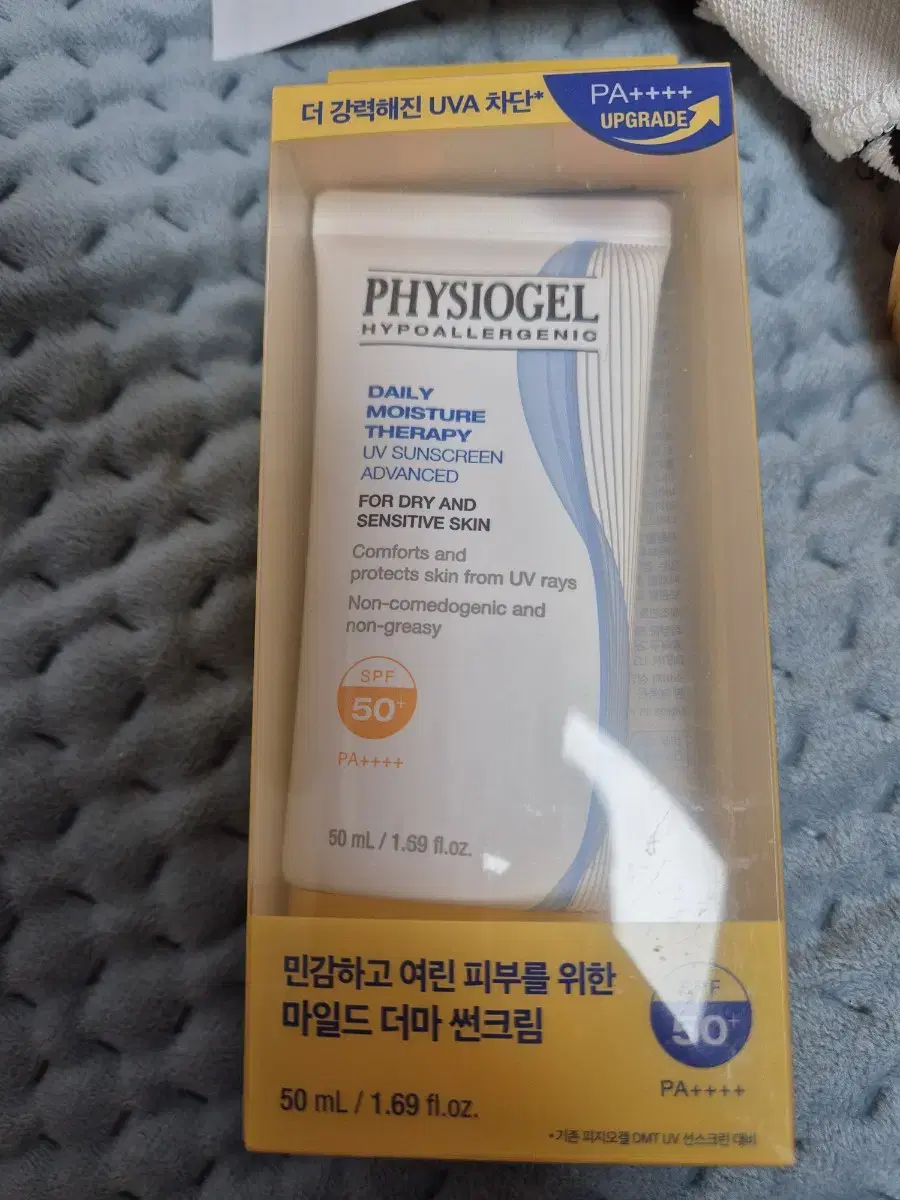 더 강력해진 UVA 차단*
PA++++
UPGRADE
PHYSIOGEL
HYPOALLERGENIC
DAILY
MOISTURE
THERAPY
UV SUNSCREEN
ADVANCED
FOR DRY AND
SENSITIVE SKIN
Comforts and
protects skin from UV rays
Non-comedogenic and
non-greasy
SPF
50+
PA++++
50 mL / 1.69 fl.oz.
민감하고 여린 피부를 위한
마일드 더마 썬크림
SPF
50+
PA++++
50 mL / 1.69 fl.oz.
*기존 피지오겔 DMT UV 선스크린 대비